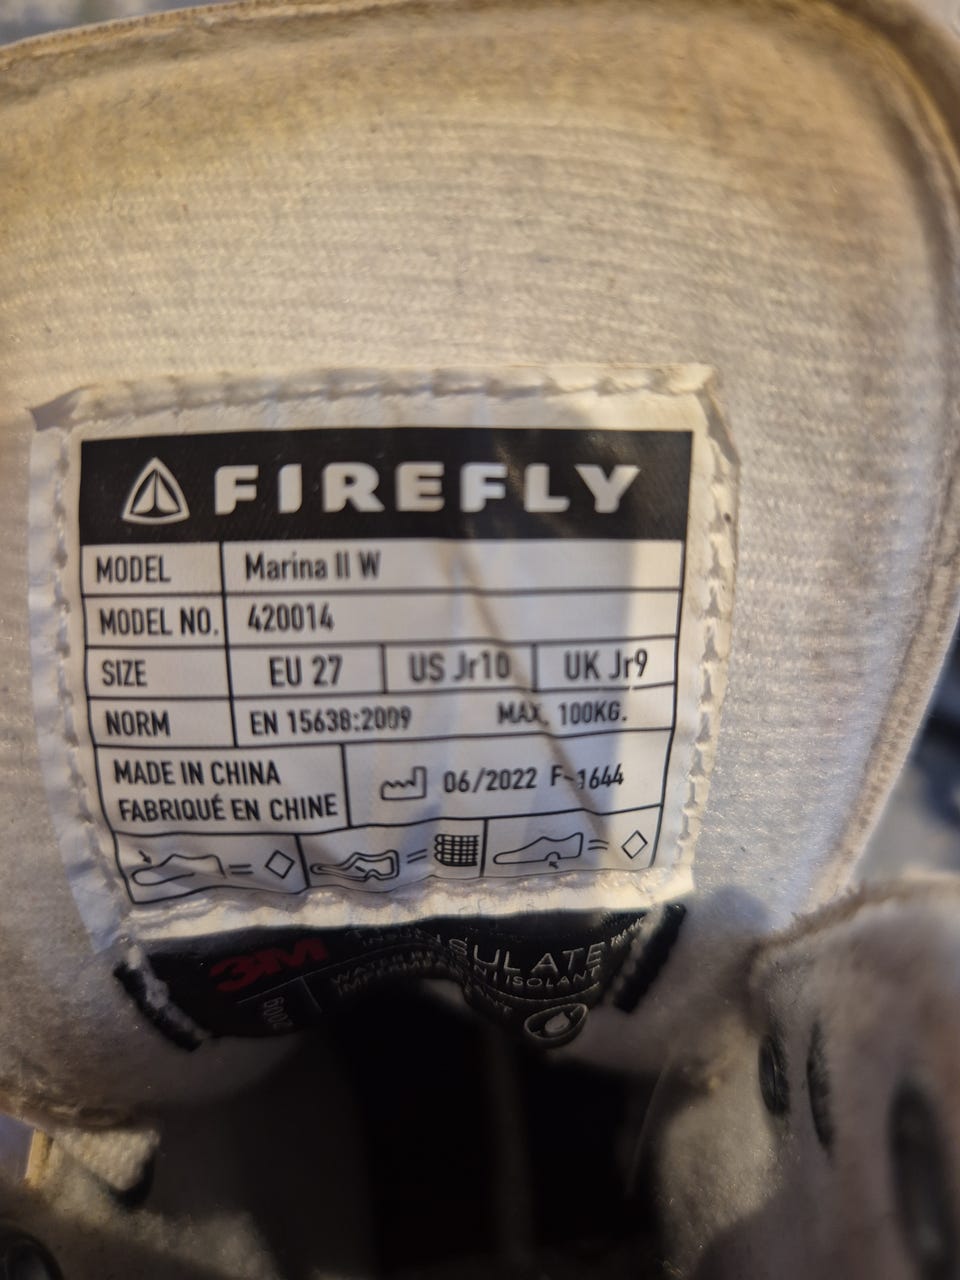 FIREFLY
MODEL Marina II W
MODEL NO. 420014
SIZE EU 27 US Jr10 UK Jr9
NORM EN 15638:2009 MAX. 100KG.
MADE IN CHINA
FABRIQUÉ EN CHINE
06/2022 F-1644
= =  =
3M
INSULATE
ISOLANT